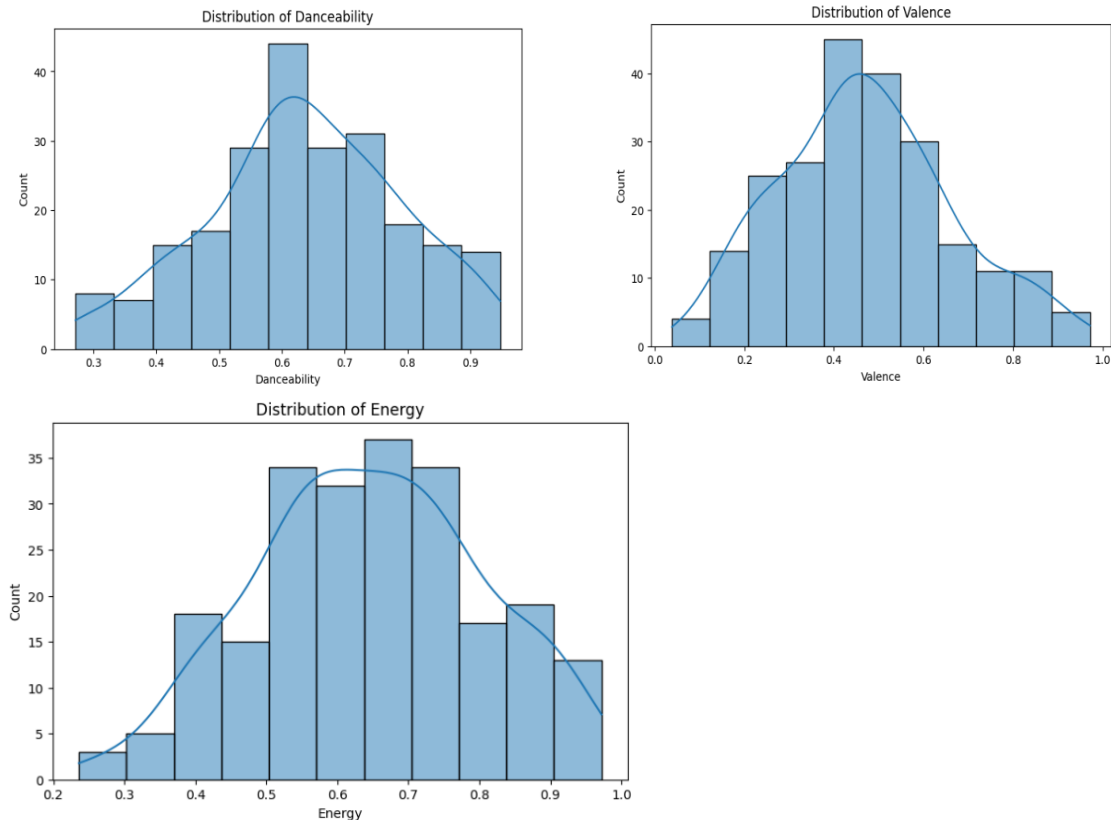 Distribution of Danceability
Count
40
30
20
10
0
0.3 0.4 0.5 0.6 0.7 0.8 0.9
Danceability
Distribution of Valence
Count
40
30
20
10
0
0.0 0.2 0.4 0.6 0.8 1.0
Valence
Distribution of Energy
Count
35
30
25
20
15
10
5
0
0.2 0.3 0.4 0.5 0.6 0.7 0.8 0.9 1.0
Energy